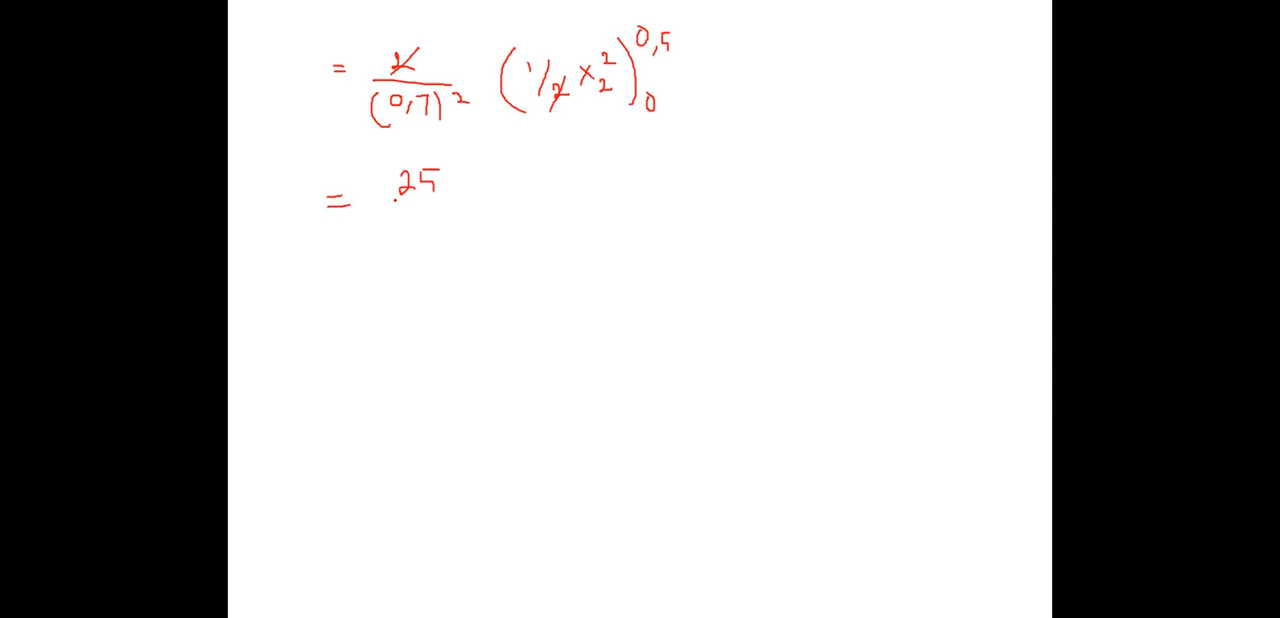 = 2/(0,7)² (1/2 x₂²)₀^0,5
= .25